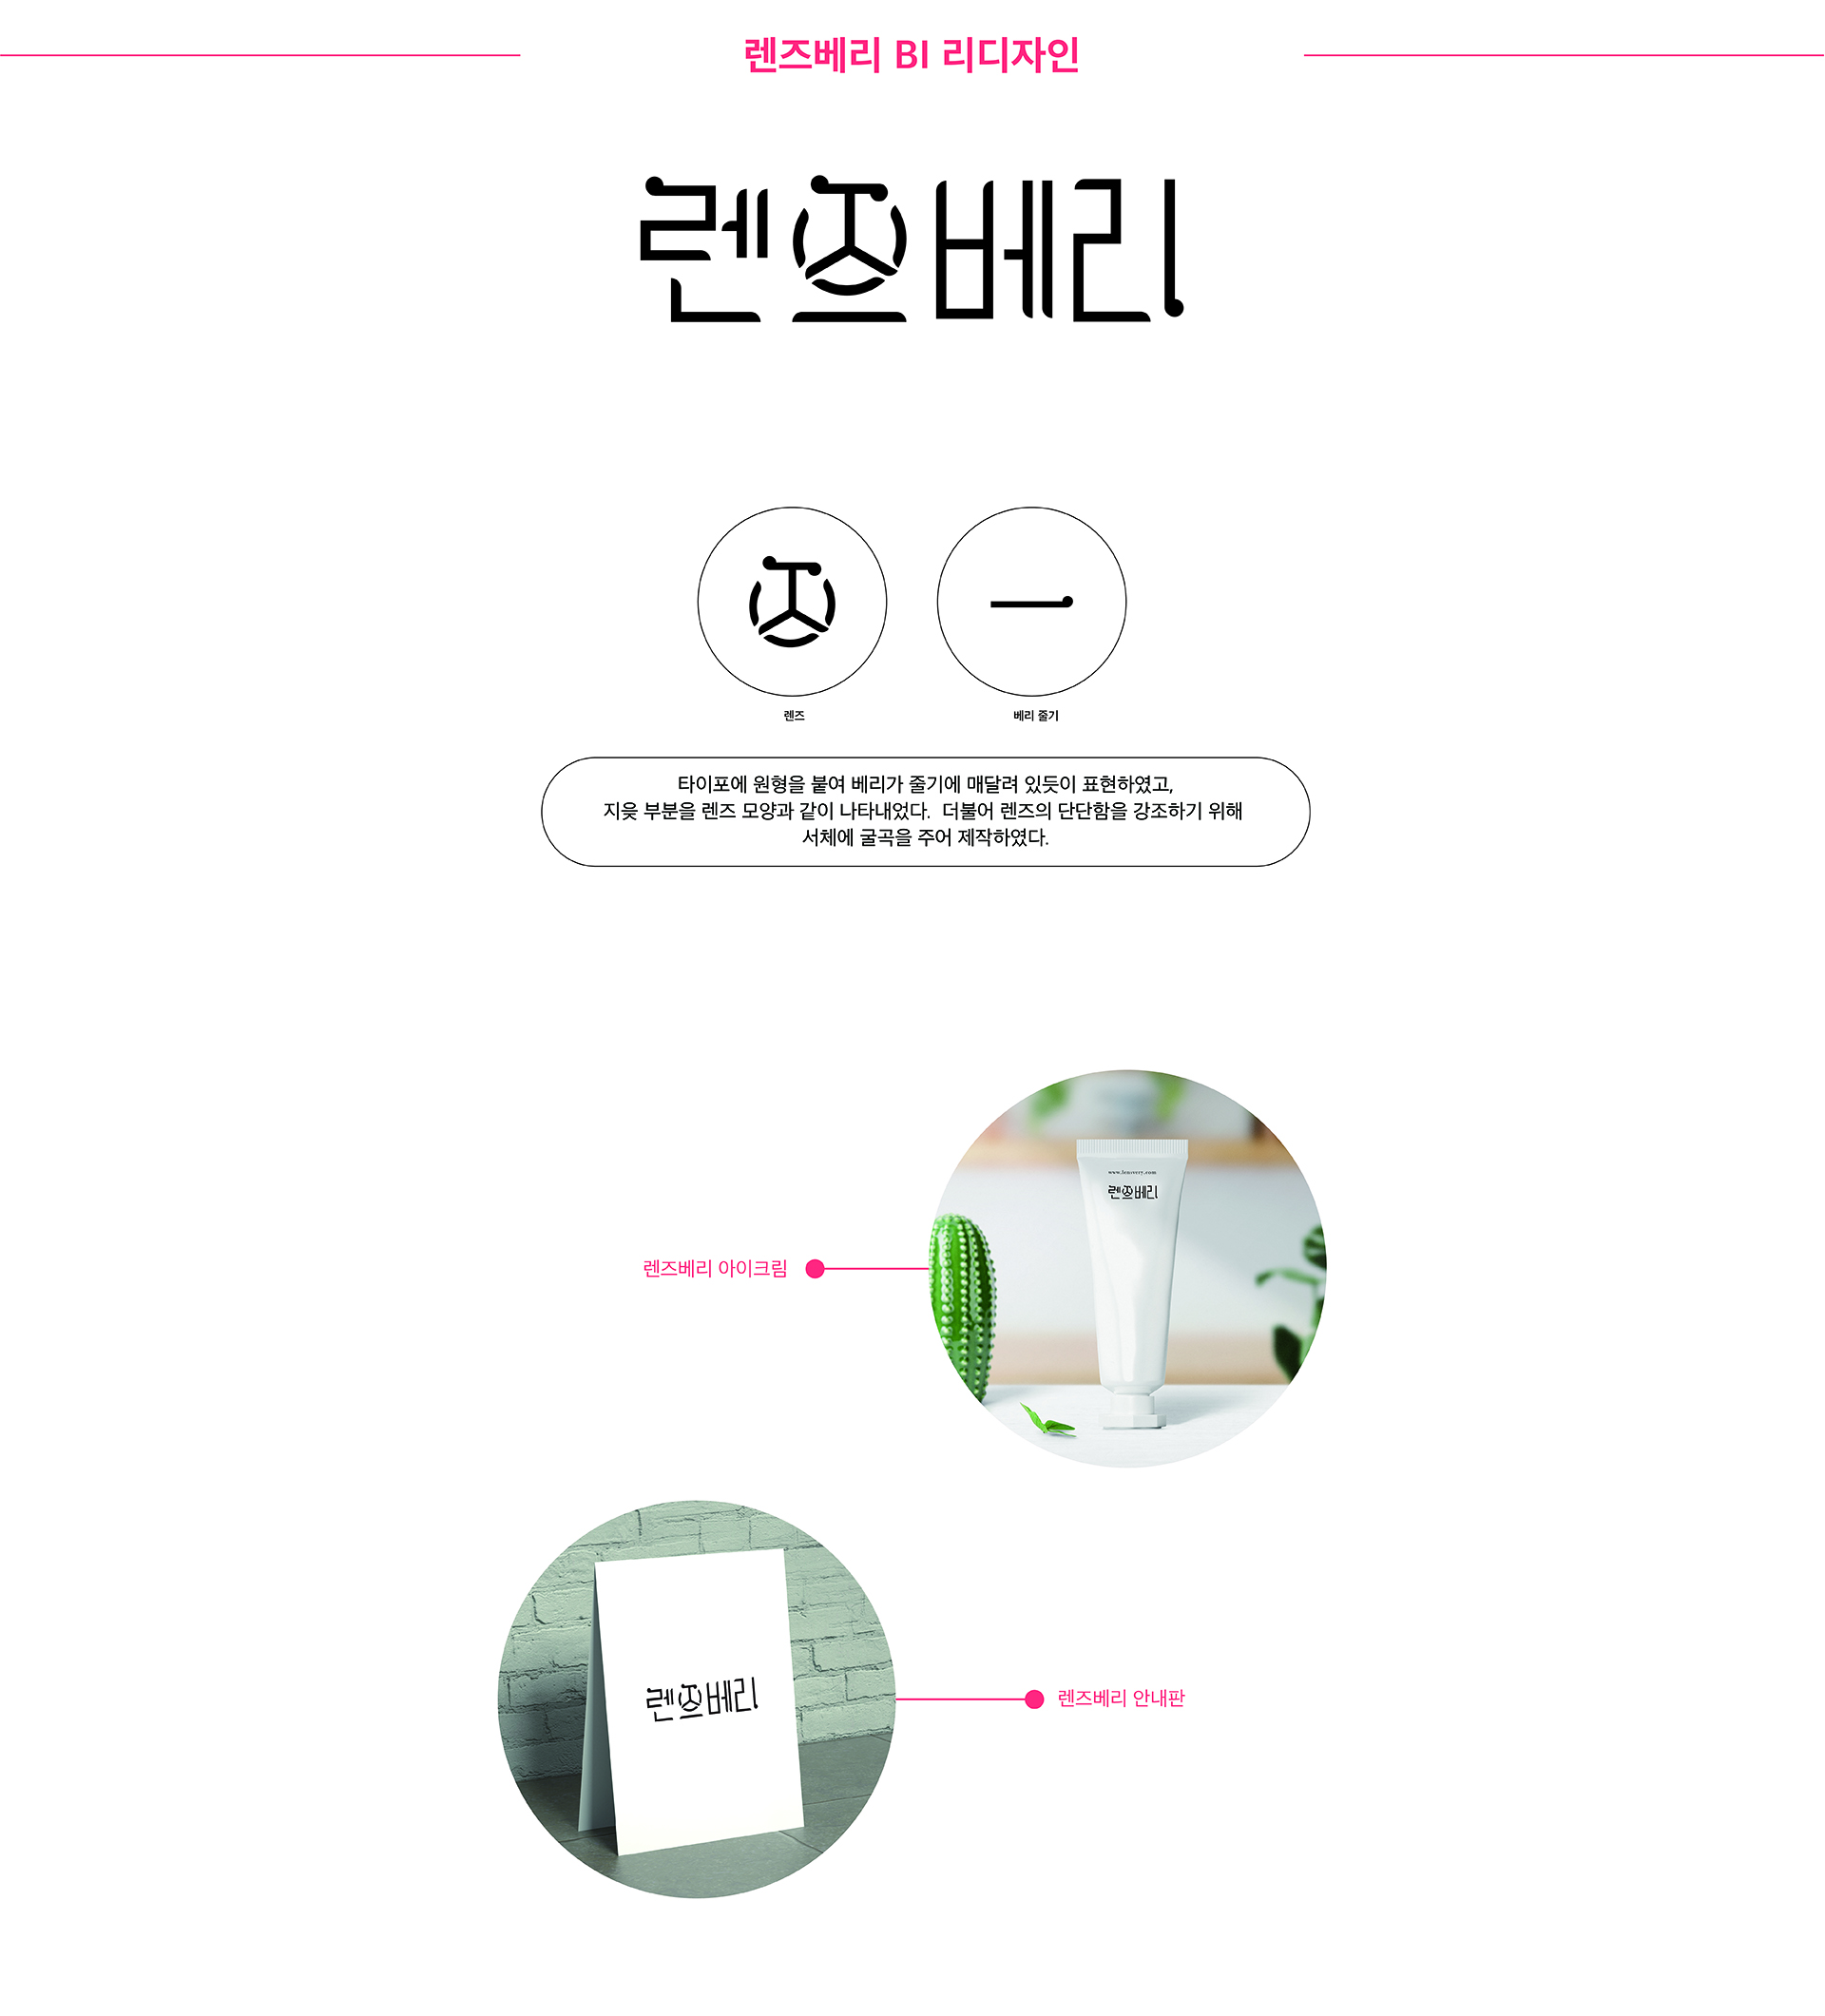 렌즈베리 BI 리디자인
렌즈베리
렌즈
베리 줄기
타이포에 원형을 붙여 베리가 줄기에 매달려 있듯이 표현하였고,
지읒 부분을 렌즈 모양과 같이 나타내었다. 더불어 렌즈의 단단함을 강조하기 위해
서체에 굴곡을 주어 제작하였다.
www.lensvery.com
렌즈베리
렌즈베리 아이크림
렌즈베리
렌즈베리 안내판